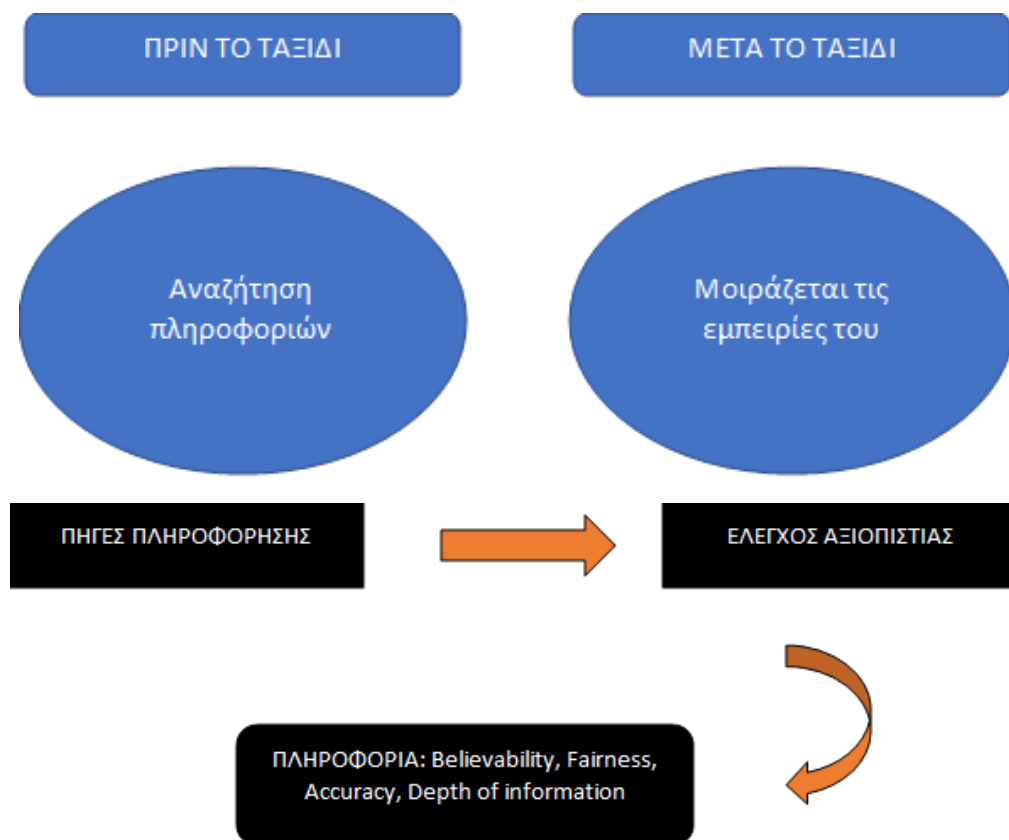 ΠΡΙΝ ΤΟ ΤΑΞΙΔΙ
ΜΕΤΑ ΤΟ ΤΑΞΙΔΙ
Αναζήτηση
πληροφοριών
Μοιράζεται τις
εμπειρίες του
ΠΗΓΕΣ ΠΛΗΡΟΦΟΡΗΣΗΣ
ΕΛΕΓΧΟΣ ΑΞΙΟΠΙΣΤΙΑΣ
ΠΛΗΡΟΦΟΡΙΑ: Believability, Fairness,
Accuracy, Depth of information